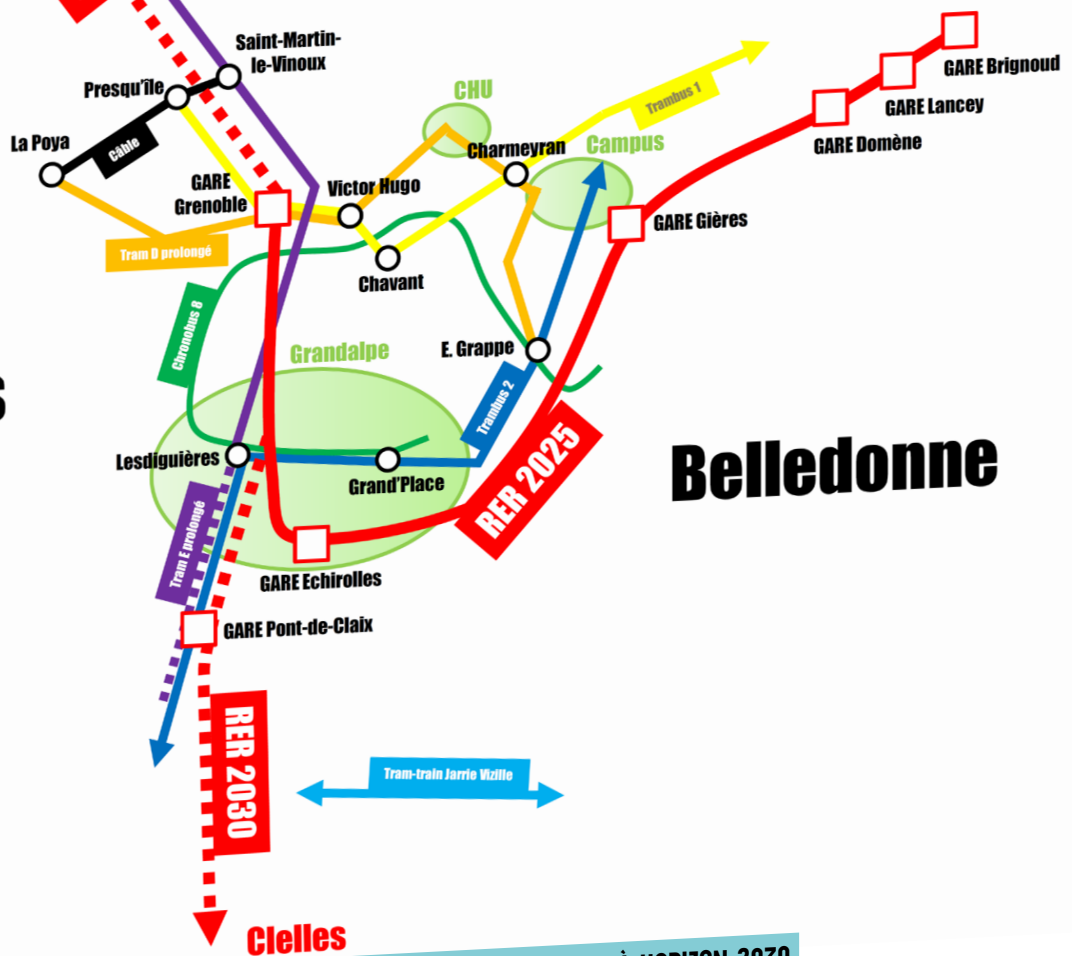 Saint-Martin-
le-Vinoux
Presqu'île
La Poya
Câble
CHU
Trambus 1
GARE Brignoud
GARE Lancey
GARE Domène
Charmeyran
Campus
GARE
Grenoble
Victor Hugo
GARE Gières
Tram D prolongé
Chavant
Chronobus 8
Grandalpe
E. Grappe
Trambus 2
Lesdiguières
Grand'Place
RER 2025
Belledonne
Tram E prolongé
GARE Echirolles
GARE Pont-de-Claix
RER 2030
Tram-train Jarrie Vizille
Clelles